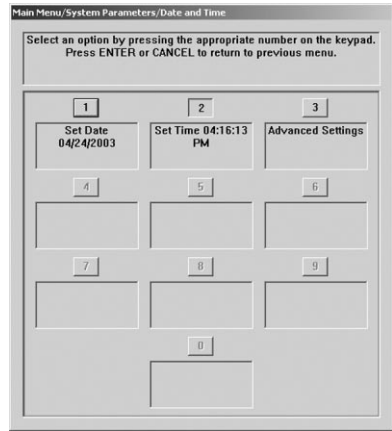 Main Menu/System Parameters/Date and Time
Select an option by pressing the appropriate number on the keypad.
Press ENTER or CANCEL to return to
previous menu.
1
2
3
Set Date
04/24/2003
Set Time 04:16:13
PM
Advanced Settings
4
5
6
7
8
9
0